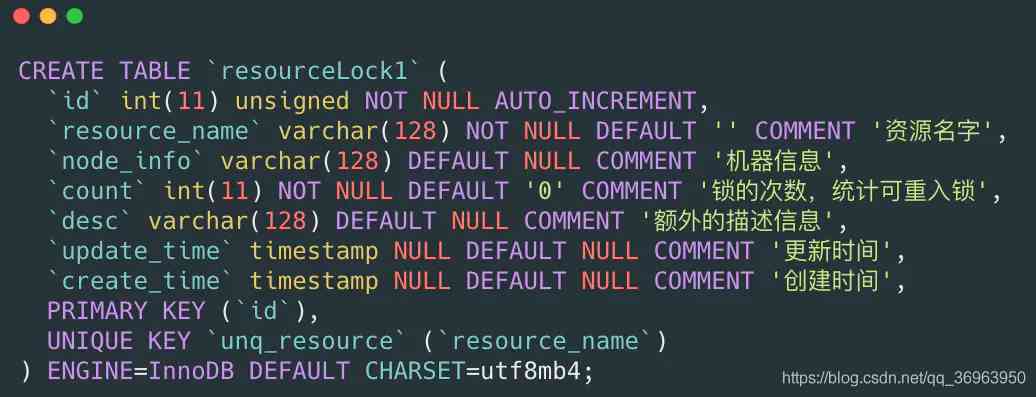 CREATE TABLE `resourceLock1` (
  `id` int(11) unsigned NOT NULL AUTO_INCREMENT,
  `resource_name` varchar(128) NOT NULL DEFAULT '' COMMENT '资源名字',
  `node_info` varchar(128) DEFAULT NULL COMMENT '机器信息',
  `count` int(11) NOT NULL DEFAULT '0' COMMENT '锁的次数，统计可重入锁',
  `desc` varchar(128) DEFAULT NULL COMMENT '额外的描述信息',
  `update_time` timestamp NULL DEFAULT NULL COMMENT '更新时间',
  `create_time` timestamp NULL DEFAULT NULL COMMENT '创建时间',
  PRIMARY KEY (`id`),
  UNIQUE KEY `unq_resource` (`resource_name`)
) ENGINE=InnoDB DEFAULT CHARSET=utf8mb4;
https://blog.csdn.net/qq_36963950